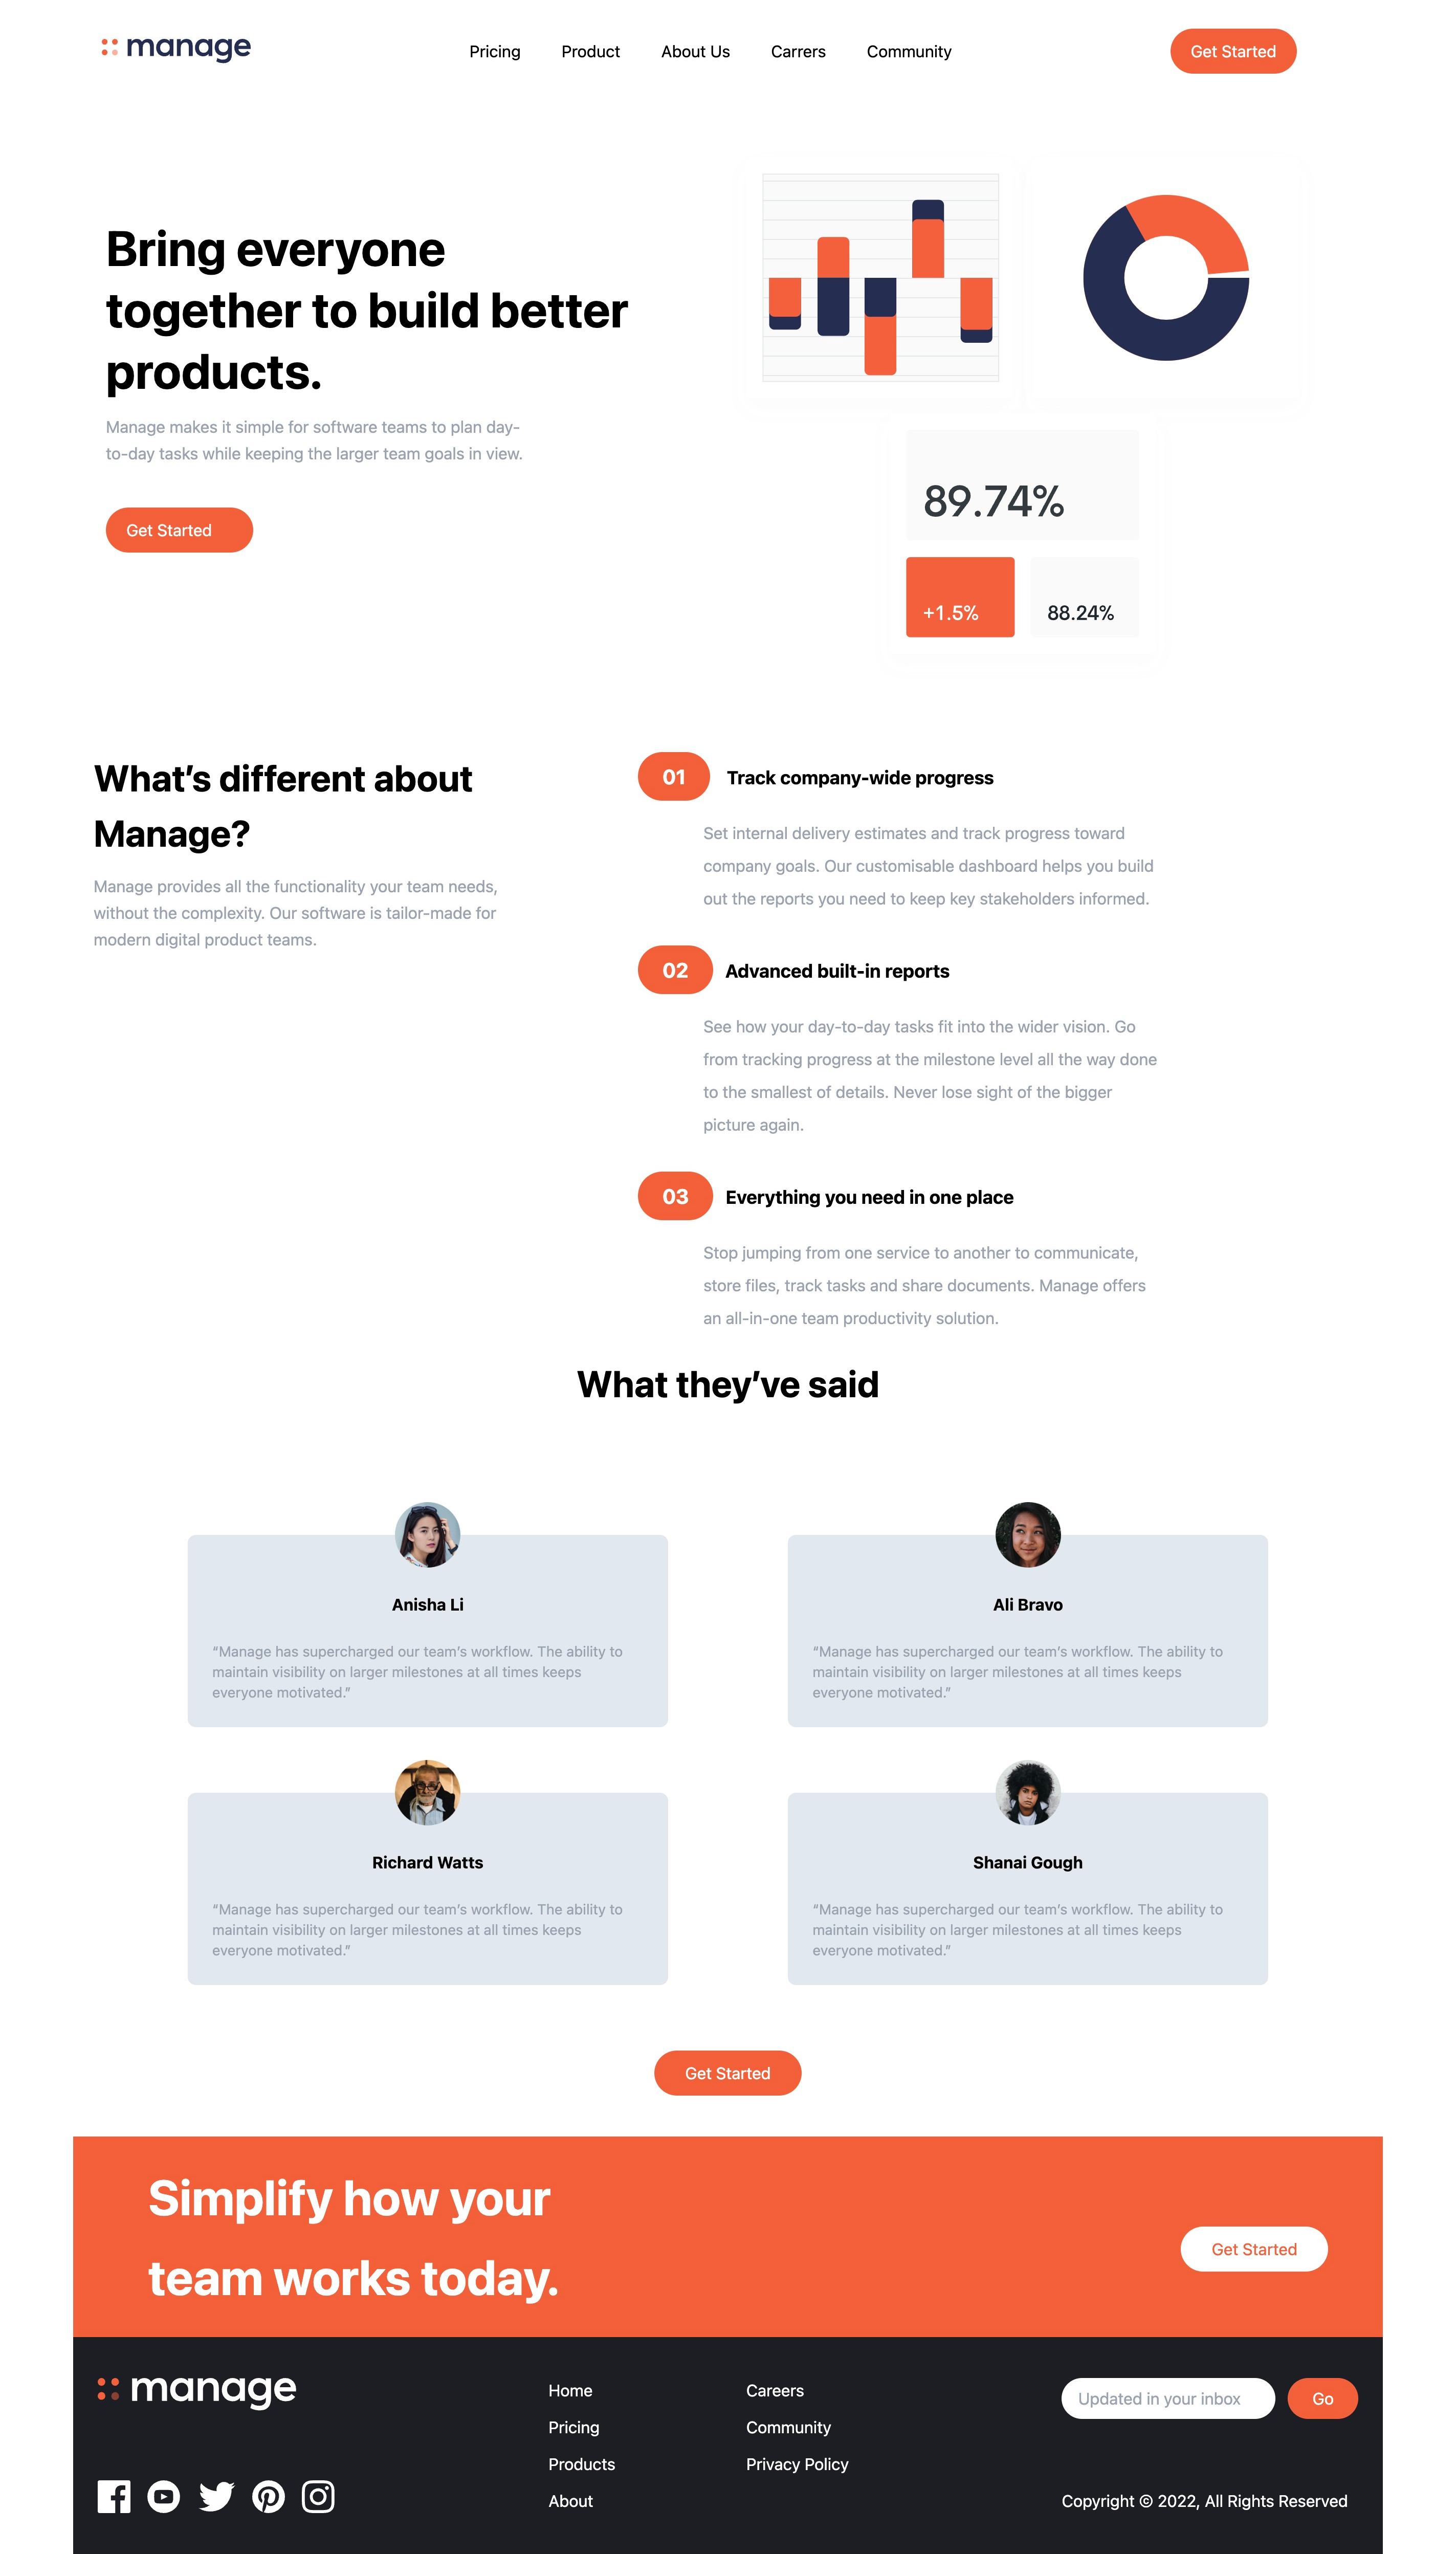 manage
Pricing Product About Us Carrers Community
Get Started
Bring everyone
together to build better
products.
Manage makes it simple for software teams to plan day-
to-day tasks while keeping the larger team goals in view.
Get Started
89.74%
+1.5%
88.24%
What's different about
Manage?
Manage provides all the functionality your team needs,
without the complexity. Our software is tailor-made for
modern digital product teams.
01 Track company-wide progress
Set internal delivery estimates and track progress toward
company goals. Our customisable dashboard helps you build
out the reports you need to keep key stakeholders informed.
02 Advanced built-in reports
See how your day-to-day tasks fit into the wider vision. Go
from tracking progress at the milestone level all the way done
to the smallest of details. Never lose sight of the bigger
picture again.
03 Everything you need in one place
Stop jumping from one service to another to communicate,
store files, track tasks and share documents. Manage offers
an all-in-one team productivity solution.
What they've said
Anisha Li
“Manage has supercharged our team’s workflow. The ability to
maintain visibility on larger milestones at all times keeps
everyone motivated.”
Ali Bravo
“Manage has supercharged our team’s workflow. The ability to
maintain visibility on larger milestones at all times keeps
everyone motivated.”
Richard Watts
“Manage has supercharged our team’s workflow. The ability to
maintain visibility on larger milestones at all times keeps
everyone motivated.”
Shanai Gough
“Manage has supercharged our team’s workflow. The ability to
maintain visibility on larger milestones at all times keeps
everyone motivated.”
Get Started
Simplify how your
team works today.
Get Started
manage
Home
Pricing
Products
About
Careers
Community
Privacy Policy
Updated in your inbox
Go
Copyright © 2022, All Rights Reserved